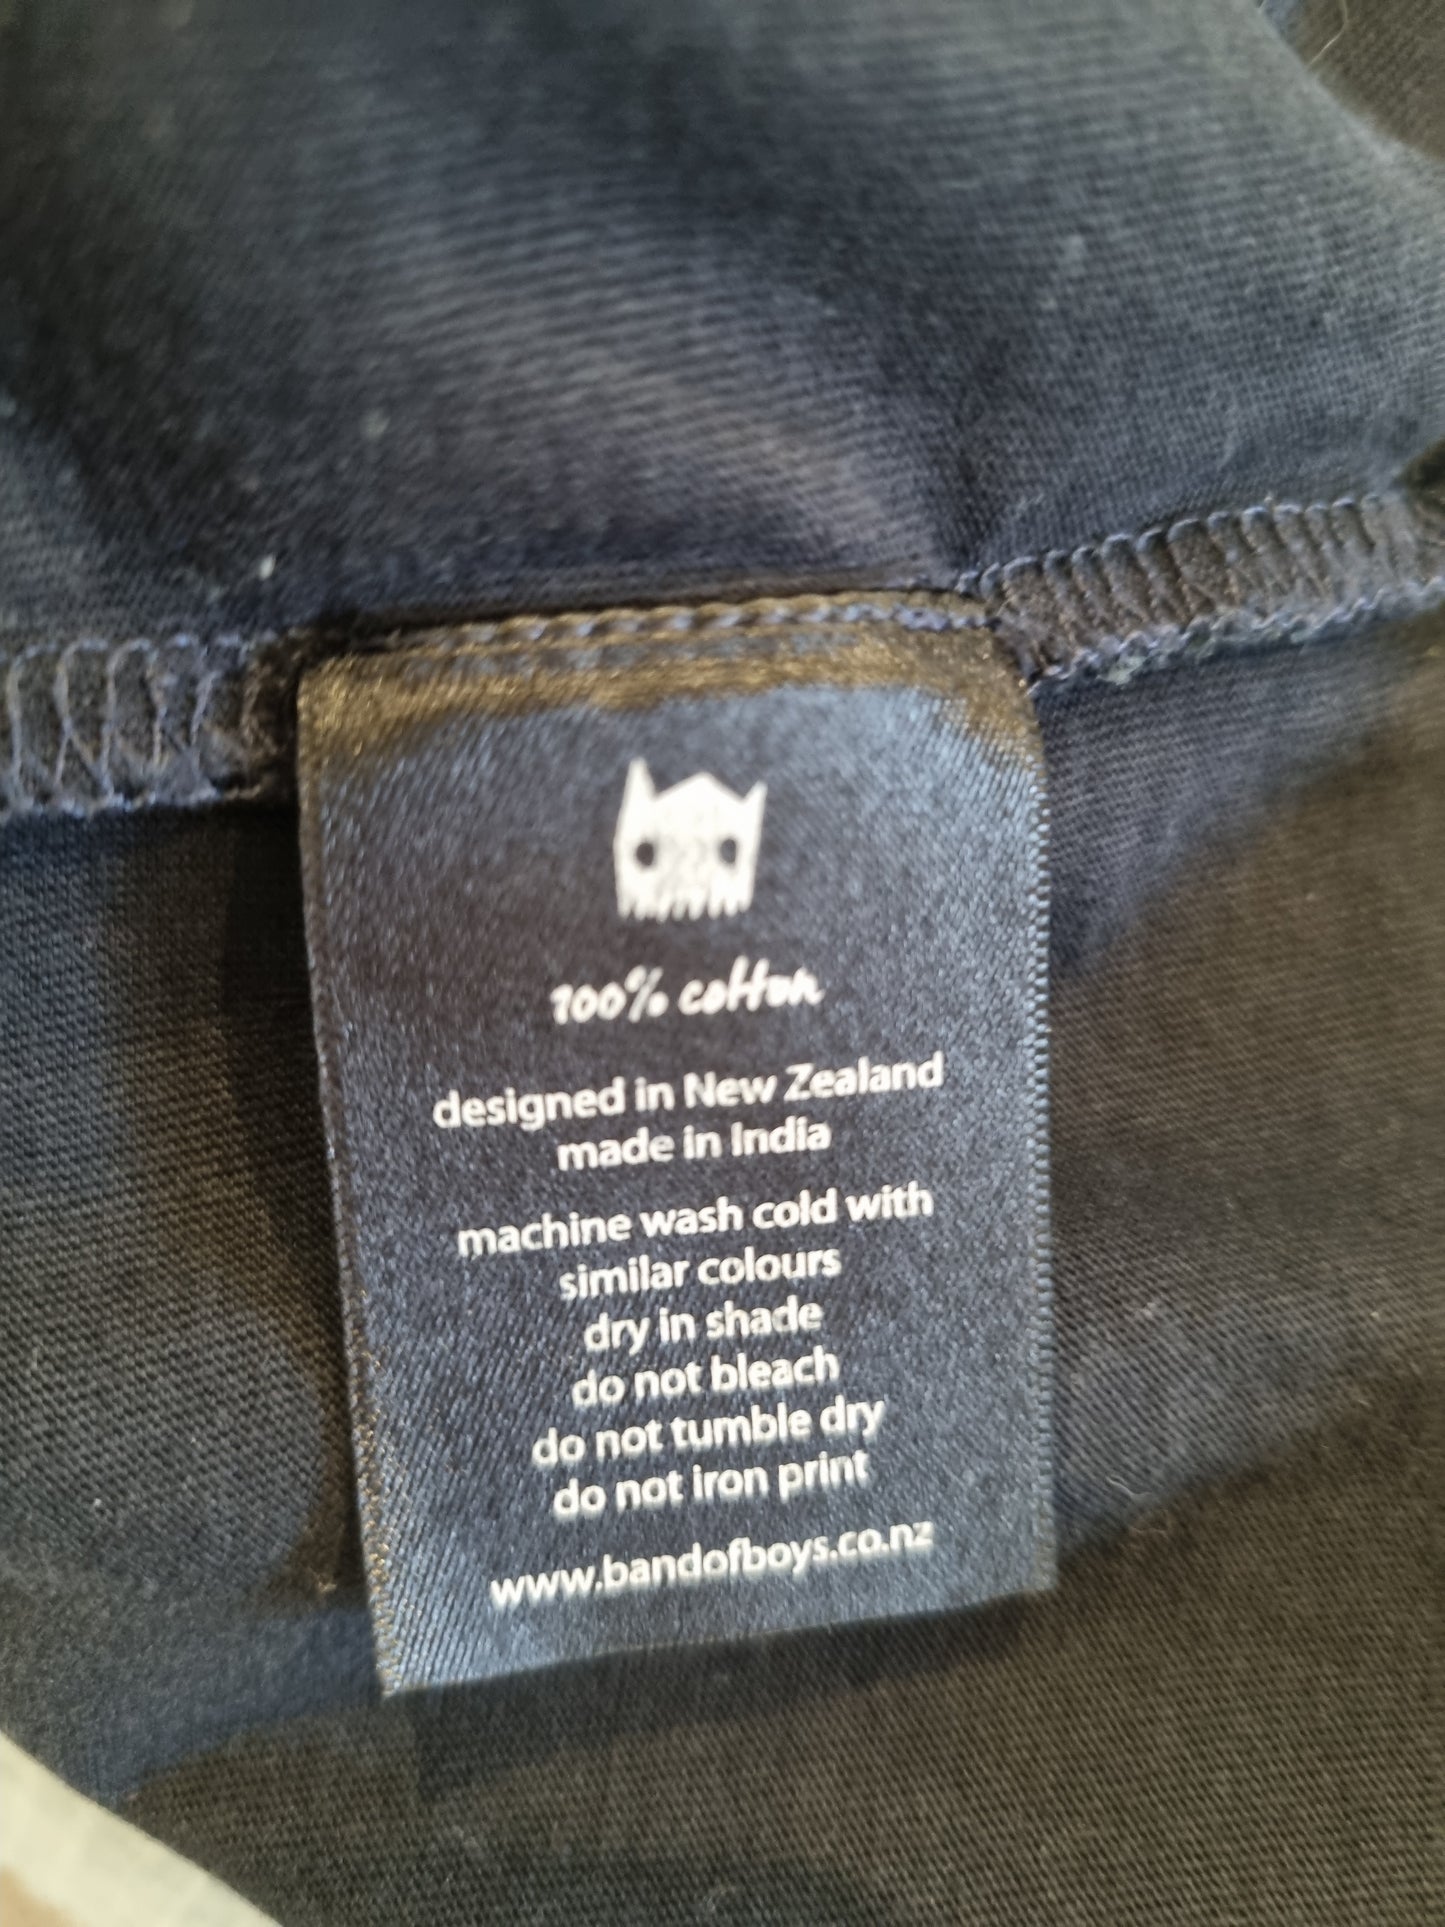 100% cotton
designed in New Zealand
made in India
machine wash cold with
similar colours
dry in shade
do not bleach
do not tumble dry
do not iron print
www.bandofboys.co.nz